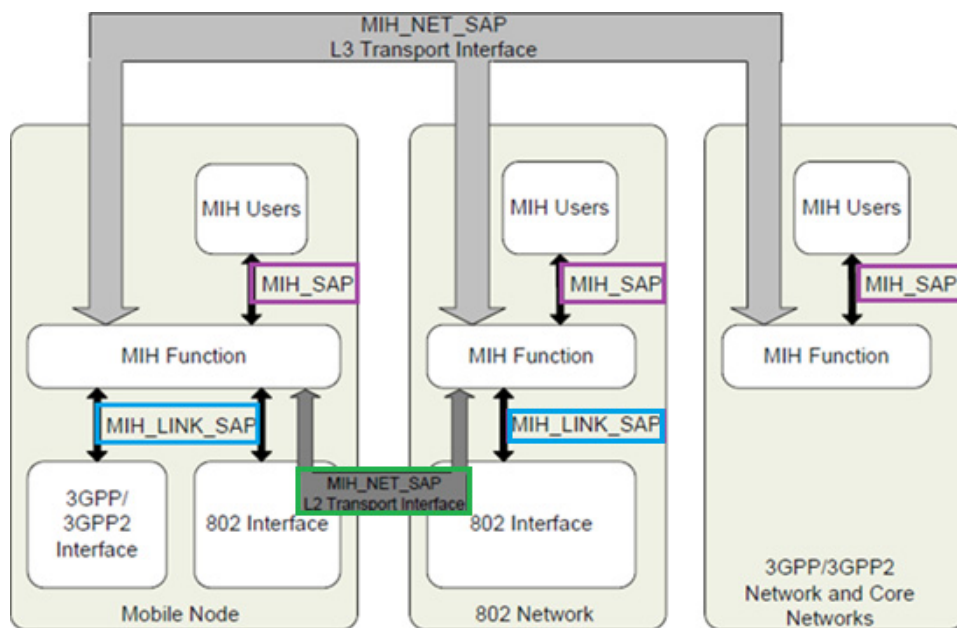 MIH_NET_SAP
L3 Transport Interface
MIH Users
MIH Users
MIH Users
MIH_SAP
MIH_SAP
MIH_SAP
MIH Function
MIH Function
MIH Function
MIH_LINK_SAP
MIH_LINK_SAP
MIH_NET_SAP
L2 Transport Interface
3GPP/
3GPP2
Interface
802 Interface
802 Interface
Mobile Node
802 Network
3GPP/3GPP2
Network and Core
Networks